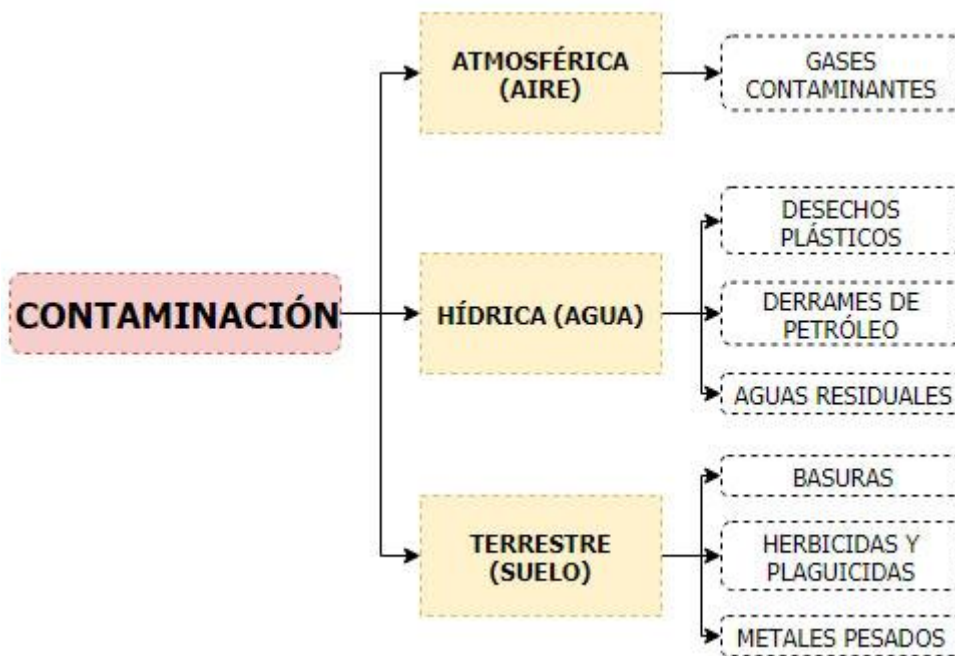 ATMOSFÉRICA
(AIRE)
GASES
CONTAMINANTES
CONTAMINACIÓN
HÍDRICA (AGUA)
DESECHOS
PLÁSTICOS
DERRAMES DE
PETRÓLEO
AGUAS RESIDUALES
TERRESTRE
(SUELO)
BASURAS
HERBICIDAS Y
PLAGUICIDAS
METALES PESADOS